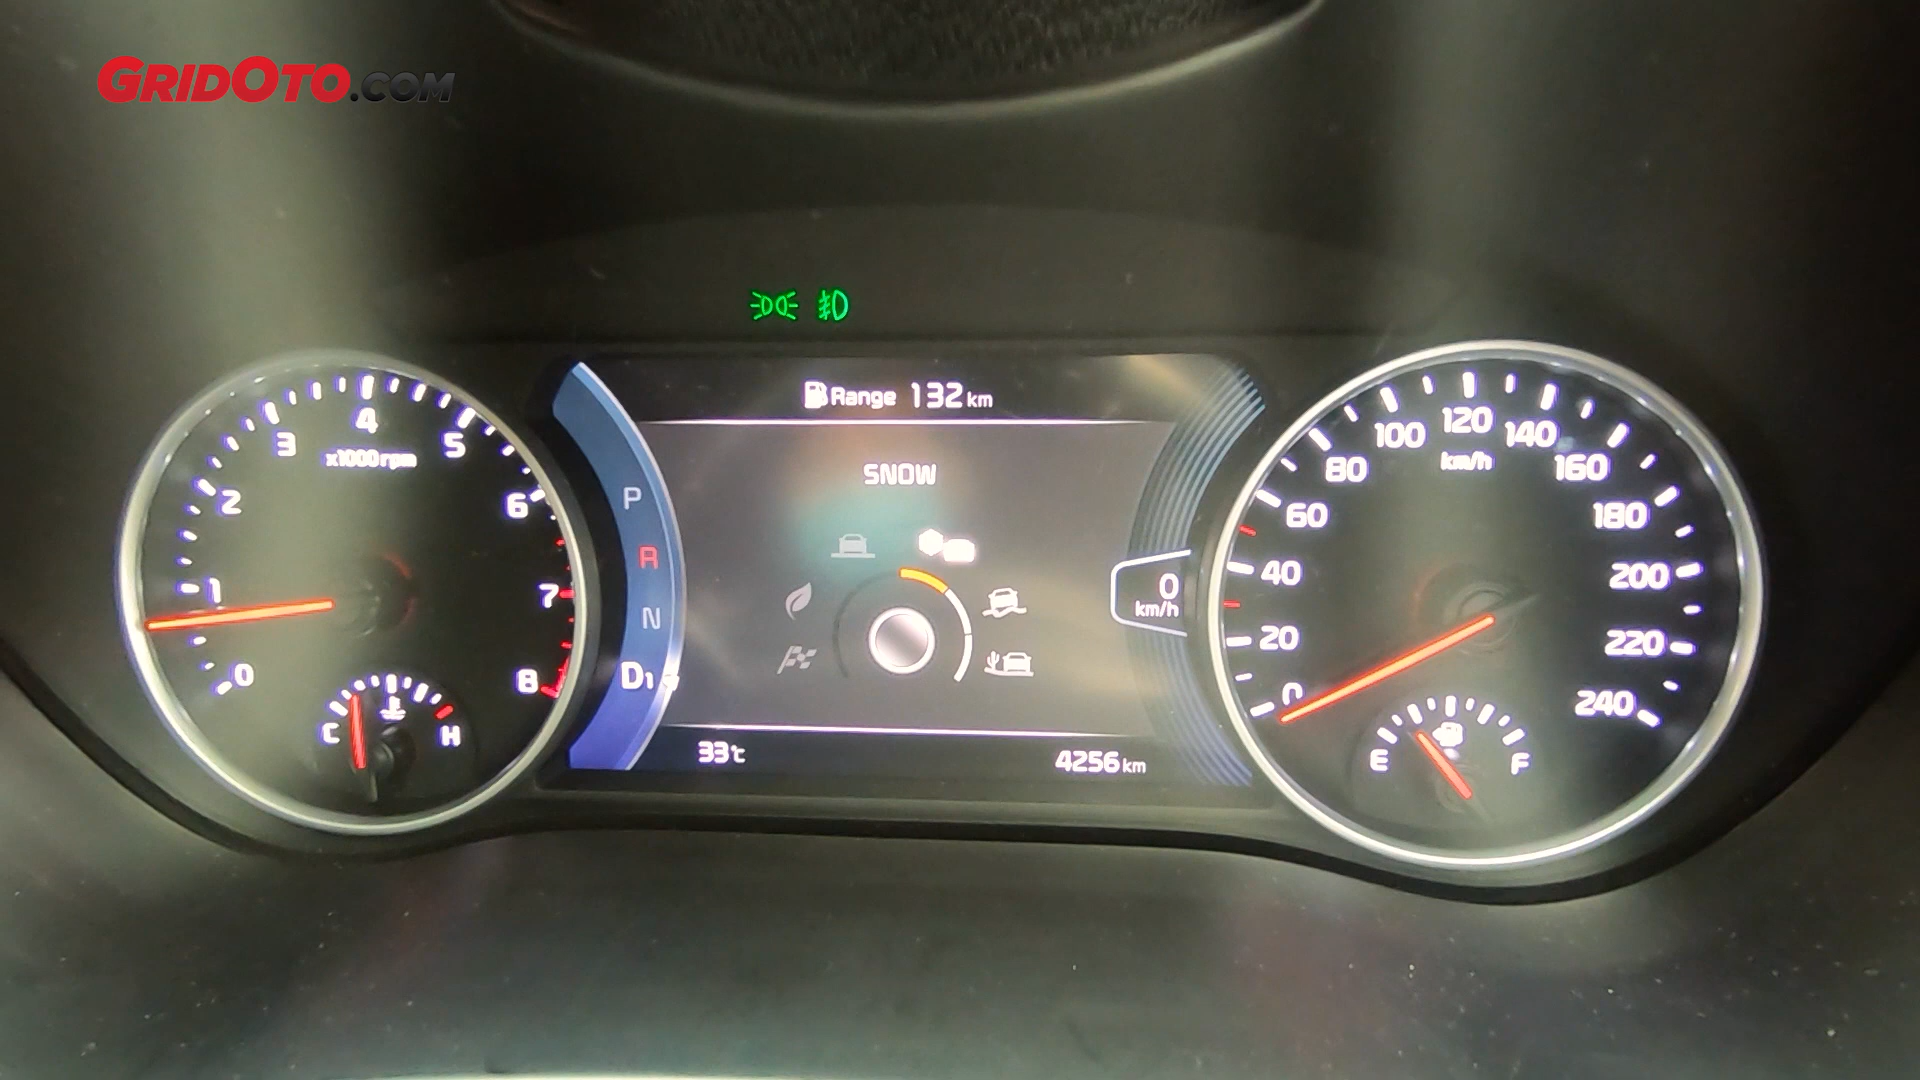 GRIDOTO.COM
Range 132 km
SNOW
P
R
N
D1
0 km/h
33℃
4256 km
0
1
2
3
4
5
6
7
8
x1000rpm
C
H
0
20
40
60
80
100
120
140
160
180
200
220
240
km/h
E
F